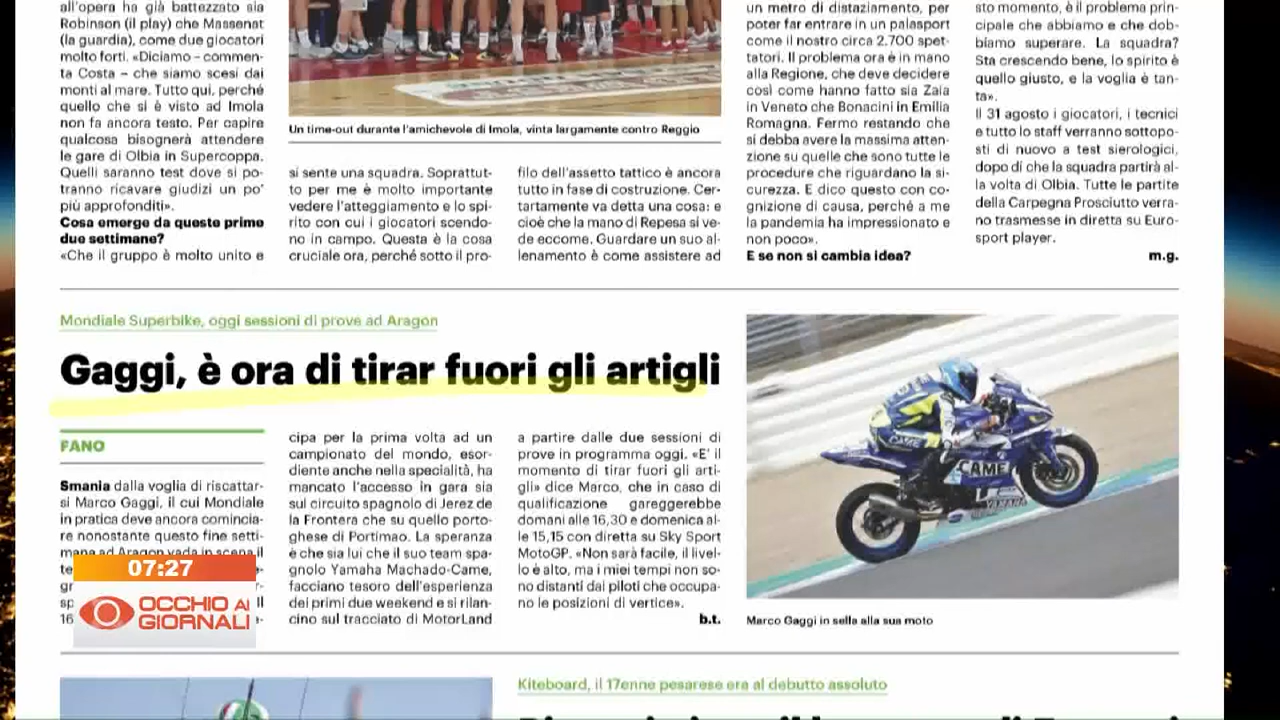 all'opera ha già battezzato sia
Robinson (il play) che Massenat
(la guardia), come due giocatori
molto forti. «Diciamo – commen-
ta Costa – che siamo scesi dai
monti al mare. Tutto qui, perché
quello che si è visto ad Imola
non fa ancora testo. Per capire
qualcosa bisognerà attendere
le gare di Olbia in Supercoppa.
Quelli saranno test dove si po-
tranno ricavare giudizi un po'
più approfonditi».
Cosa emerge da queste prime
due settimane?
«Che il gruppo è molto unito e
Un time-out durante l'amichevole di Imola, vinta largamente contro Reggio
si sente una squadra. Soprattut-
to per me è molto importante
vedere l'atteggiamento e lo spi-
rito con cui i giocatori scendo-
no in campo. Questa è la cosa
cruciale ora, perché sotto il pro-
filo dell'assetto tattico è ancora
tutto in fase di costruzione. Cer-
tartamente va detta una cosa: e
cioè che la mano di Repesa si ve-
de eccome. Guardare un suo al-
lenamento è come assistere ad
un metro di distaziamento, per
poter far entrare in un palasport
come il nostro circa 2.700 spet-
tatori. Il problema ora è in mano
alla Regione, che deve decidere
così come hanno fatto sia Zaia
in Veneto che Bonacini in Emilia
Romagna. Fermo restando che
si debba avere la massima atten-
zione su quelle che sono tutte le
procedure che riguardano la si-
curezza. E dico questo con co-
gnizione di causa, perché a me
la pandemia ha impressionato e
non poco».
E se non si cambia idea?
sto momento, è il problema prin-
cipale che abbiamo e che dob-
biamo superare. La squadra?
Sta crescendo bene, lo spirito è
quello giusto, e la voglia è tan-
ta».
Il 31 agosto i giocatori, i tecnici
e tutto lo staff verranno sottopo-
sti di nuovo a test sierologici,
dopo di che la squadra partirà al-
la volta di Olbia. Tutte le partite
della Carpegna Prosciutto verra-
no trasmesse in diretta su Euro-
sport player.
m.g.
Mondiale Superbike, oggi sessioni di prove ad Aragon
Gaggi, è ora di tirar fuori gli artigli
FANO
Smania dalla voglia di riscattar-
si Marco Gaggi, il cui Mondiale
in pratica deve ancora comincia-
re nonostante questo fine setti-
mana ad Aragon vada in scena il
cipa per la prima volta ad un
campionato del mondo, esor-
diente anche nella specialità, ha
mancato l'accesso in gara sia
sul circuito spagnolo di Jerez de
la Frontera che su quello porto-
ghese di Portimao. La speranza
è che sia lui che il suo team spa-
gnolo Yamaha Machado-Came,
facciano tesoro dell'esperienza
dei primi due weekend e si rilan-
cino sul tracciato di MotorLand
a partire dalle due sessioni di
prove in programma oggi. «E' il
momento di tirar fuori gli arti-
gli» dice Marco, che in caso di
qualificazione gareggerebbe
domani alle 16,30 e domenica al-
le 15,15 con diretta su Sky Sport
MotoGP. «Non sarà facile, il livel-
lo è alto, ma i miei tempi non so-
no distanti dai piloti che occupa-
no le posizioni di vertice».
b.t.
CAME
CAME
YAMAHA
Marco Gaggi in sella alla sua moto
07:27
OCCHIO AI
GIORNALI
Kiteboard, il 17enne pesarese era al debutto assoluto